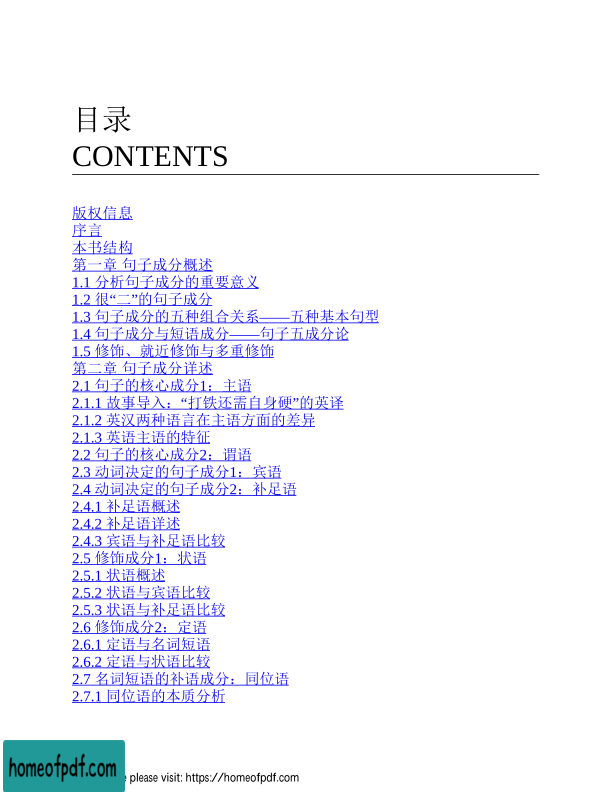 目录
CONTENTS
版权信息
序言
本书结构
第一章 句子成分概述
1.1 分析句子成分的重要意义
1.2 很“二”的句子成分
1.3 句子成分的五种组合关系——五种基本句型
1.4 句子成分与短语成分——句子五成分论
1.5 修饰、就近修饰与多重修饰
第二章 句子成分详述
2.1 句子的核心成分1：主语
2.1.1 故事导入：“打铁还需自身硬”的英译
2.1.2 英汉两种语言在主语方面的差异
2.1.3 英语主语的特征
2.2 句子的核心成分2：谓语
2.3 动词决定的句子成分1：宾语
2.4 动词决定的句子成分2：补足语
2.4.1 补足语概述
2.4.2 补足语详述
2.4.3 宾语与补足语比较
2.5 修饰成分1：状语
2.5.1 状语概述
2.5.2 状语与宾语比较
2.5.3 状语与补足语比较
2.6 修饰成分2：定语
2.6.1 定语与名词短语
2.6.2 定语与状语比较
2.7 名词短语的补语成分：同位语
2.7.1 同位语的本质分析
homeofpdf.com
please visit: https://homeofpdf.com